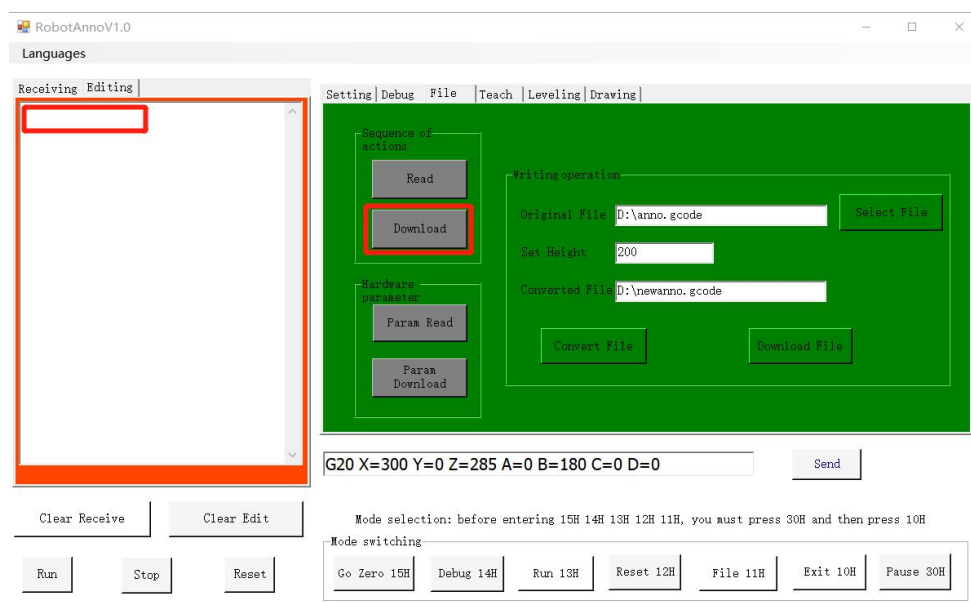 RobotAnnoV1.0
Languages
Receiving Editing
Setting Debug File Teach Leveling Drawing
Sequence of
actions
Read
Download
Hardware
parameter
Param Read
Param
Download
Writing operation
Original File D:\anno.gcode Select File
Set Height 200
Converted File D:\newanno.gcode
Convert File Download File
G20 X=300 Y=0 Z=285 A=0 B=180 C=0 D=0 Send
Clear Receive Clear Edit
Mode selection: before entering 15H 14H 13H 12H 11H, you must press 30H and then press 10H
Mode switching
Run Stop Reset
Go Zero 15H Debug 14H Run 13H Reset 12H File 11H Exit 10H Pause 30H